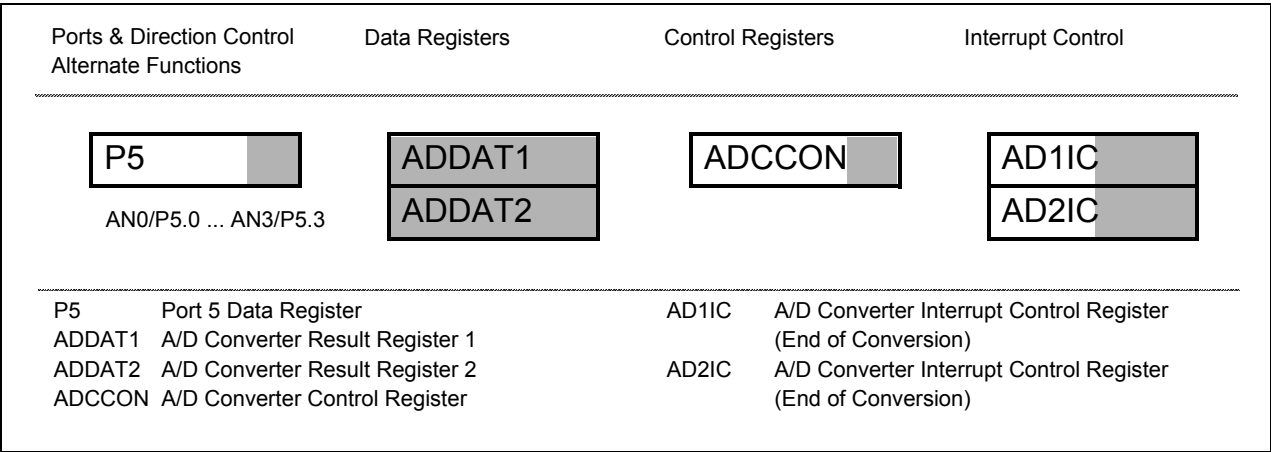 Ports & Direction Control
Alternate Functions
Data Registers
Control Registers
Interrupt Control
P5
ADDAT1
ADCCON
AD1IC
AN0/P5.0 ... AN3/P5.3
ADDAT2
AD2IC
P5 Port 5 Data Register
ADDAT1 A/D Converter Result Register 1
ADDAT2 A/D Converter Result Register 2
ADCCON A/D Converter Control Register
AD1IC A/D Converter Interrupt Control Register
(End of Conversion)
AD2IC A/D Converter Interrupt Control Register
(End of Conversion)